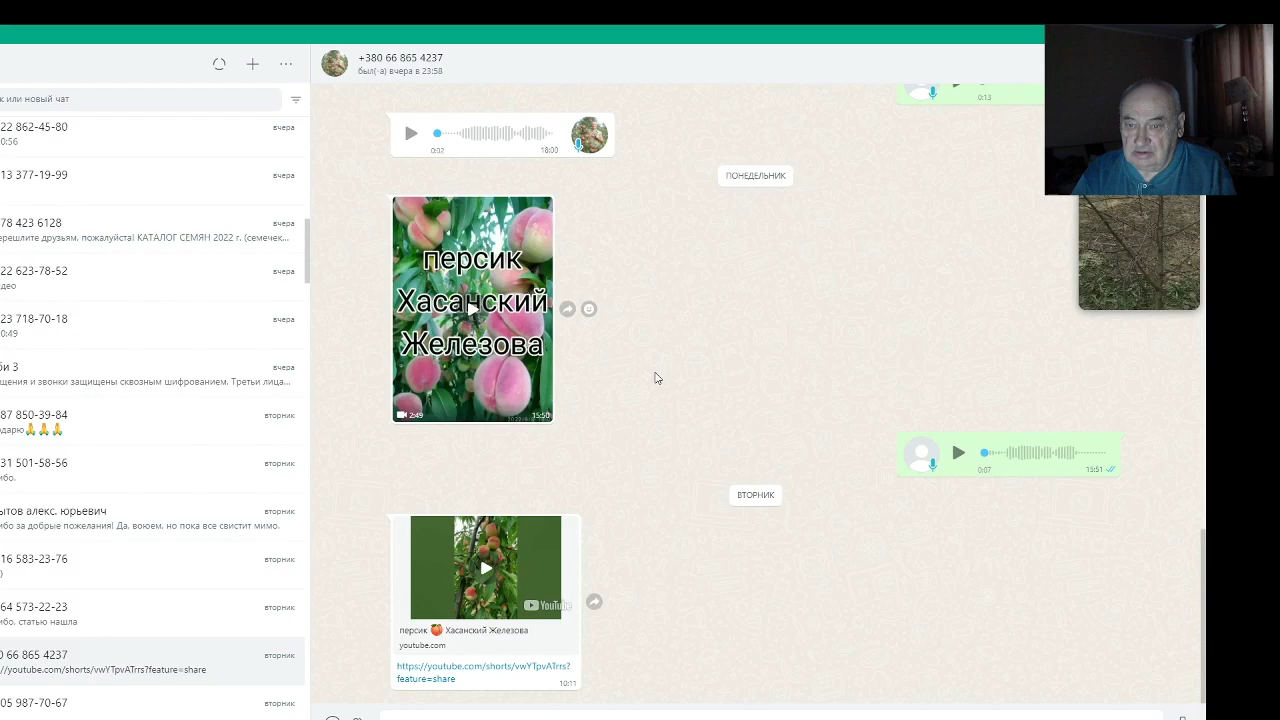 к или новый чат
22 862-45-80
вчера
0:56
13 377-19-99
вчера
78 423 6128
вчера
ерешлите друзьям, пожалуйста! КАТАЛОГ СЕМЯН 2022 г. (семечек...
22 623-78-52
вчера
део
23 718-70-18
вчера
0:49
би 3
вчера
щения и звонки защищены сквозным шифрованием. Третьи лица...
87 850-39-84
вторник
одарю🙏🙏🙏
31 501-58-56
вторник
ибо.
ытов алекс. юрьевич
вторник
ибо за добрые пожелания! Да, воюем, но пока все свистит мимо.
16 583-23-76
вторник
)
64 573-22-23
вторник
ибо, статью нашла
0 66 865 4237
вторник
//youtube.com/shorts/vwYTpvATrrs?feature=share
05 987-70-67
вторник
+380 66 865 4237
был(-а) вчера в 23:58
0:13
0:02
18:00
ПОНЕДЕЛЬНИК
персик
Хасанский
Железова
2:49
15:50
0:07
15:51
ВТОРНИК
YouTube
персик 🍑 Хасанский Железова
youtube.com
https://youtube.com/shorts/vwYTpvATrrs?
feature=share
10:11